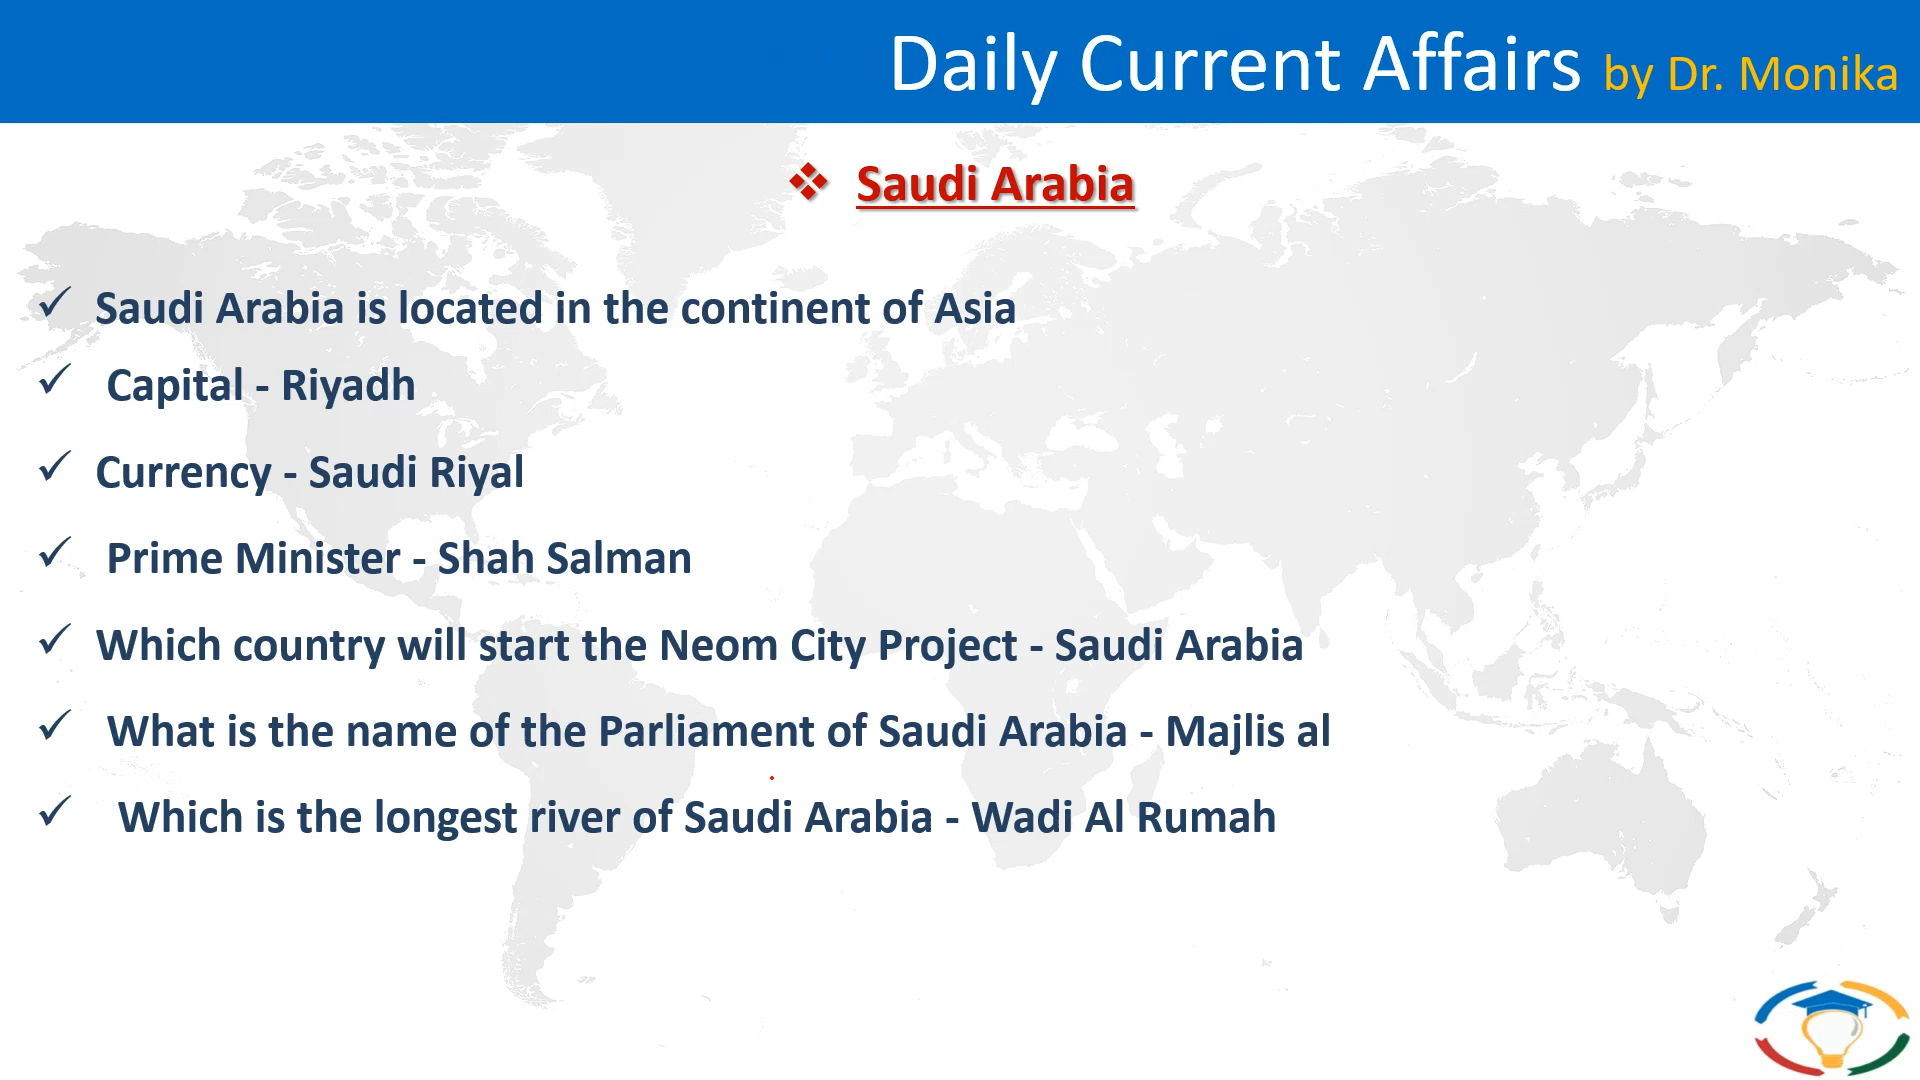 Daily Current Affairs by Dr. Monika
❖ Saudi Arabia
✓ Saudi Arabia is located in the continent of Asia
✓ Capital - Riyadh
✓ Currency - Saudi Riyal
✓ Prime Minister - Shah Salman
✓ Which country will start the Neom City Project - Saudi Arabia
✓ What is the name of the Parliament of Saudi Arabia - Majlis al
✓ Which is the longest river of Saudi Arabia - Wadi Al Rumah